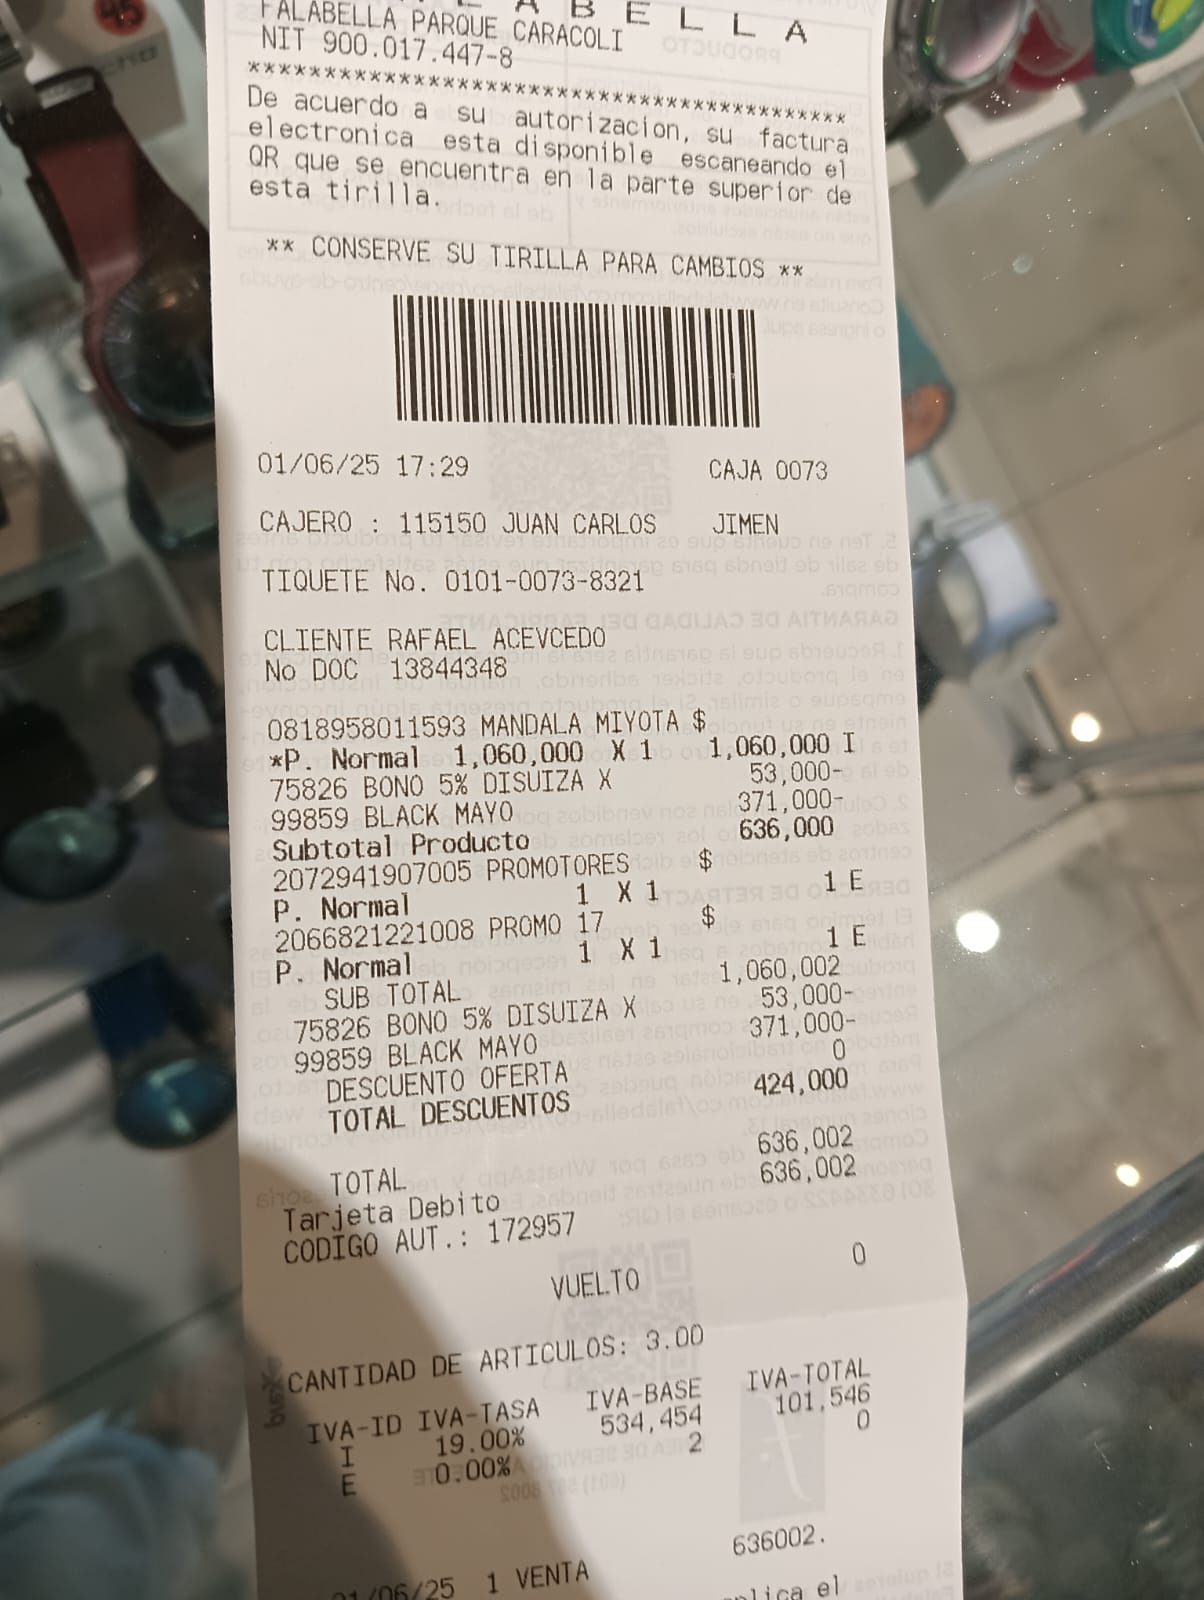 A B E L L A
FALABELLA PARQUE CARACOLI
NIT 900.017.447-8
********************************************
De acuerdo a su autorizacion, su factura
electronica esta disponible escaneando el
QR que se encuentra en la parte superior de
esta tirilla.
** CONSERVE SU TIRILLA PARA CAMBIOS **
01/06/25 17:29 CAJA 0073
CAJERO : 115150 JUAN CARLOS JIMEN
TIQUETE No. 0101-0073-8321
CLIENTE RAFAEL ACEVCEDO
No DOC 13844348
0818958011593 MANDALA MIYOTA $
*P. Normal 1,060,000 X 1 1,060,000 I
75826 BONO 5% DISUIZA X 53,000-
99859 BLACK MAYO 371,000-
Subtotal Producto 636,000
2072941907005 PROMOTORES $
P. Normal 1 X 1 1 E
2066821221008 PROMO 17 $
P. Normal 1 X 1 1 E
SUB TOTAL 1,060,002
75826 BONO 5% DISUIZA X 53,000-
99859 BLACK MAYO 371,000-
DESCUENTO OFERTA 0
TOTAL DESCUENTOS 424,000
TOTAL 636,002
Tarjeta Debito 636,002
CODIGO AUT.: 172957
VUELTO 0
CANTIDAD DE ARTICULOS: 3.00
IVA-ID IVA-TASA IVA-BASE IVA-TOTAL
I 19.00% 534,454 101,546
E 0.00% 2 0
636002.
01/06/25 1 VENTA
el